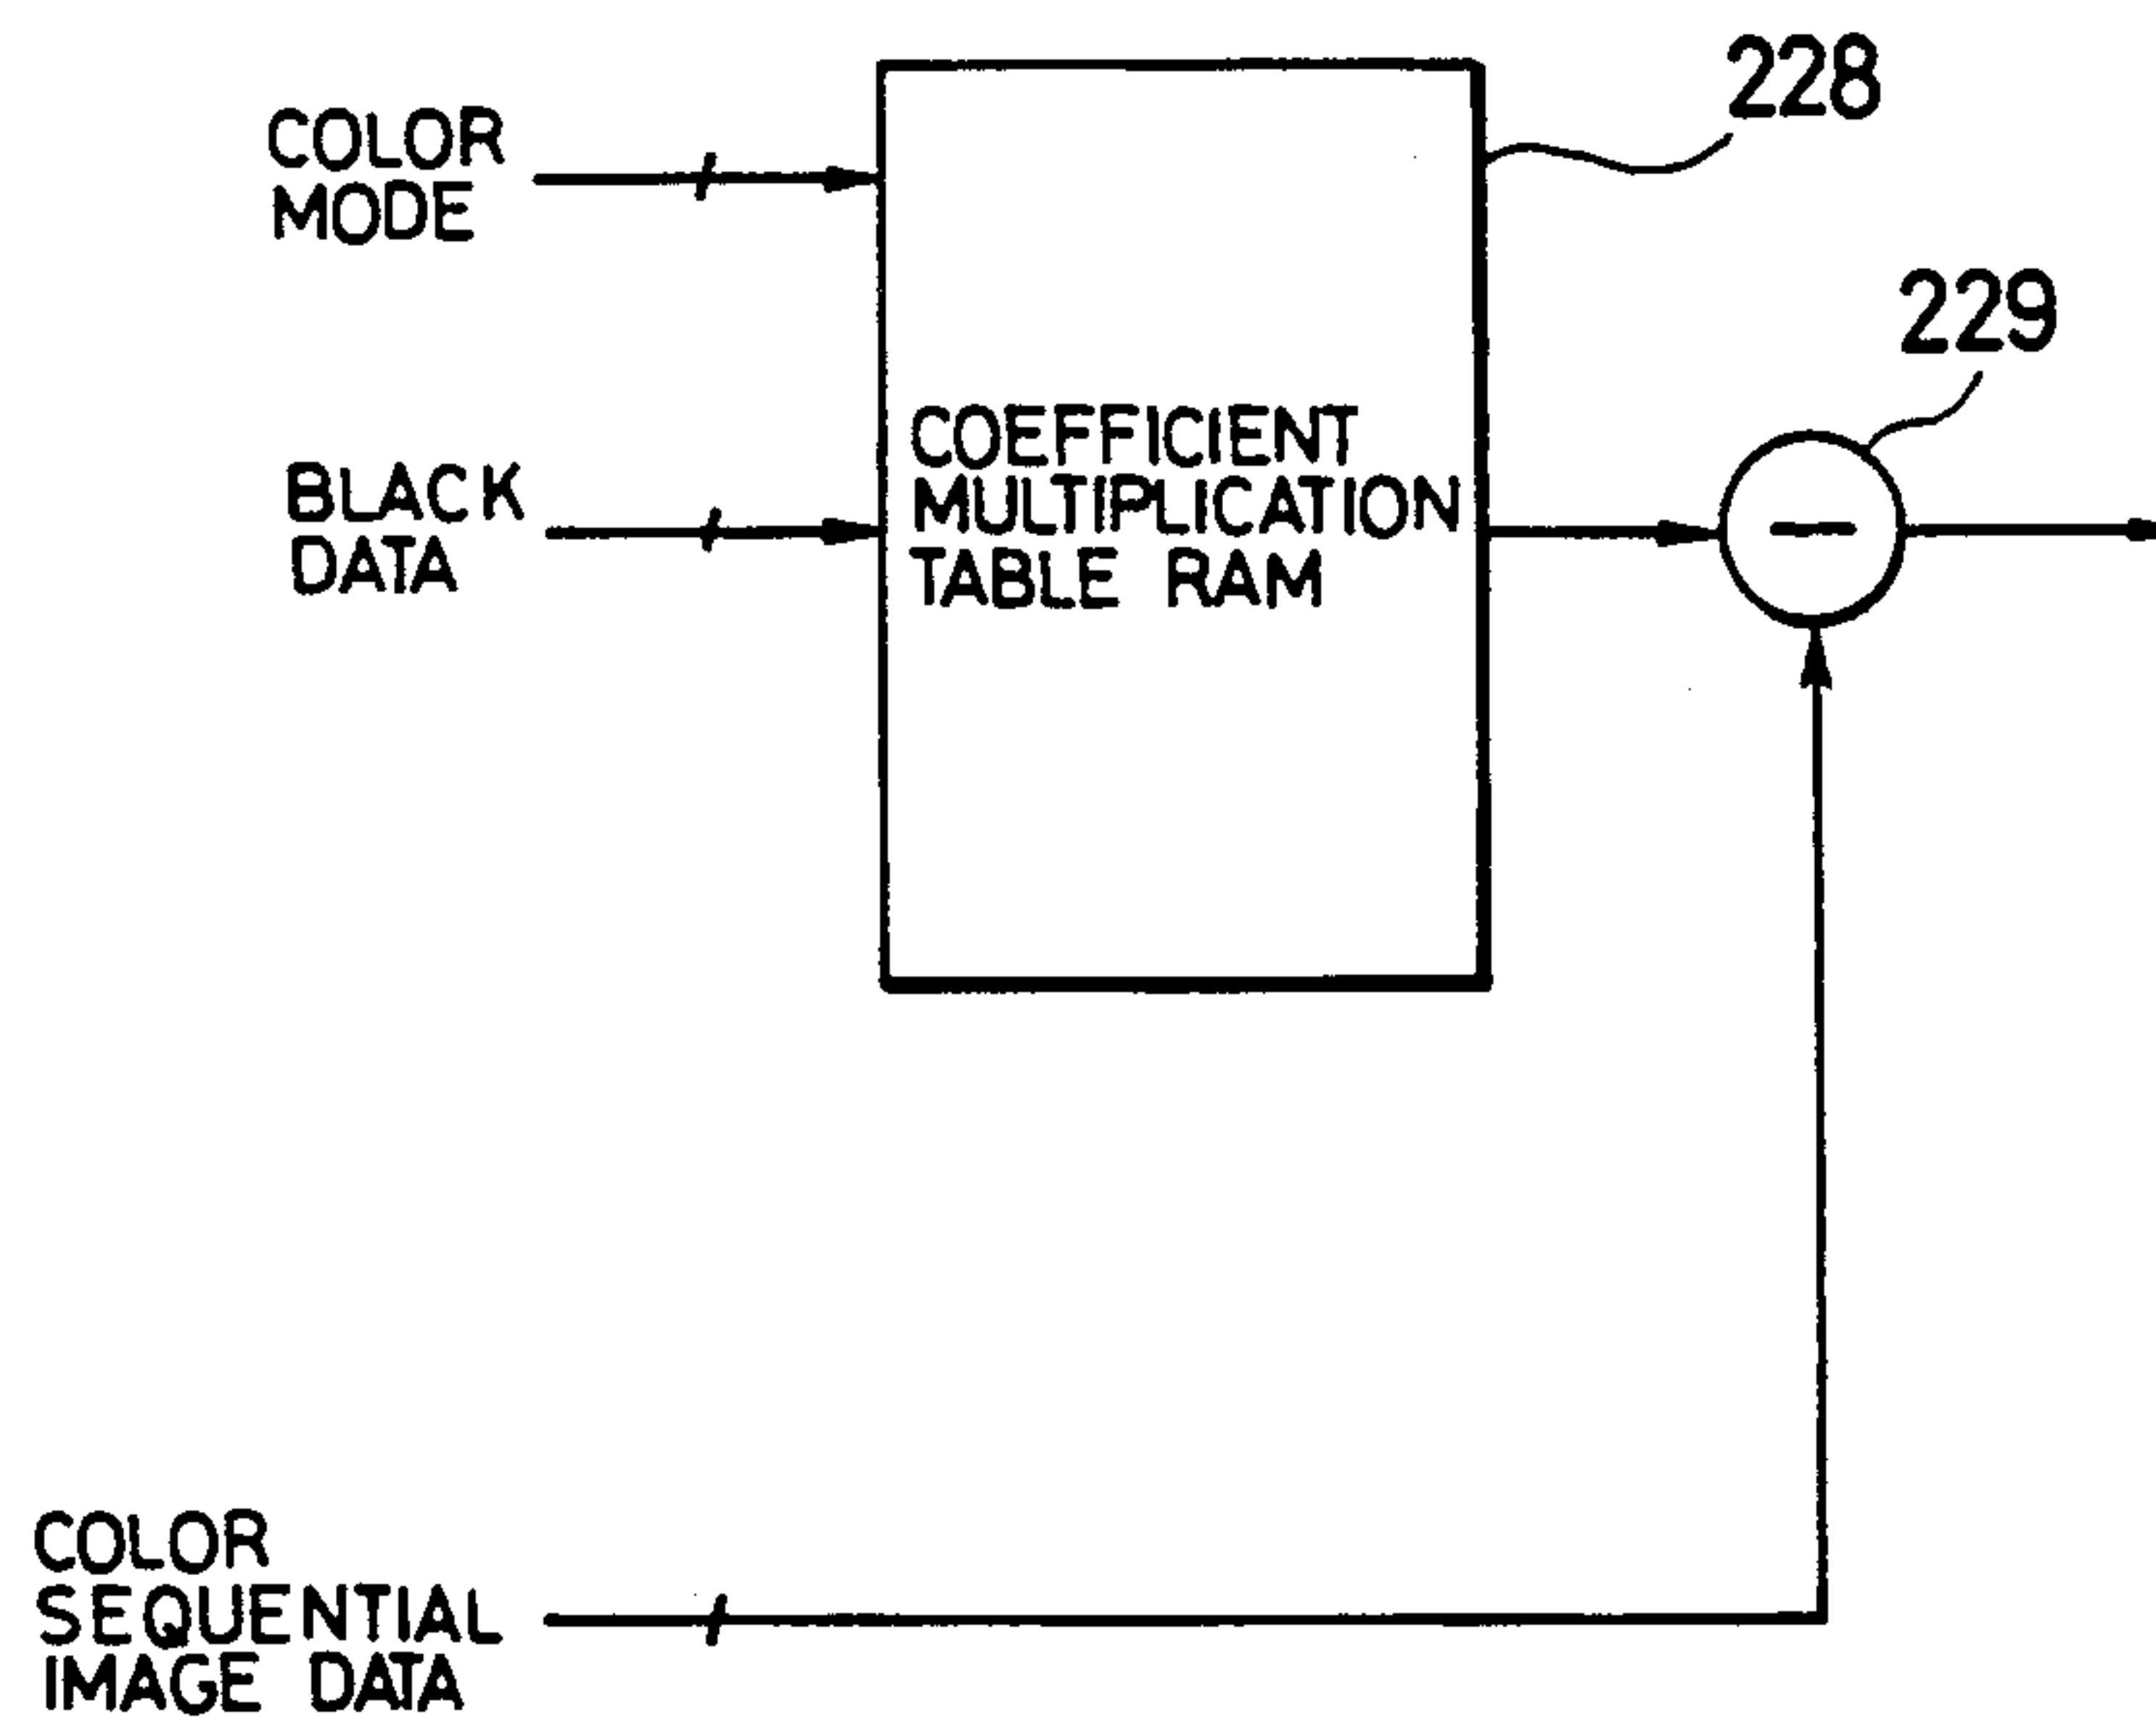 228
COLOR
MODE
229
COEFFICIENT
MULTIPLICATION
TABLE RAM
BLACK
DATA
COLOR
SEQUENTIAL
IMAGE DATA